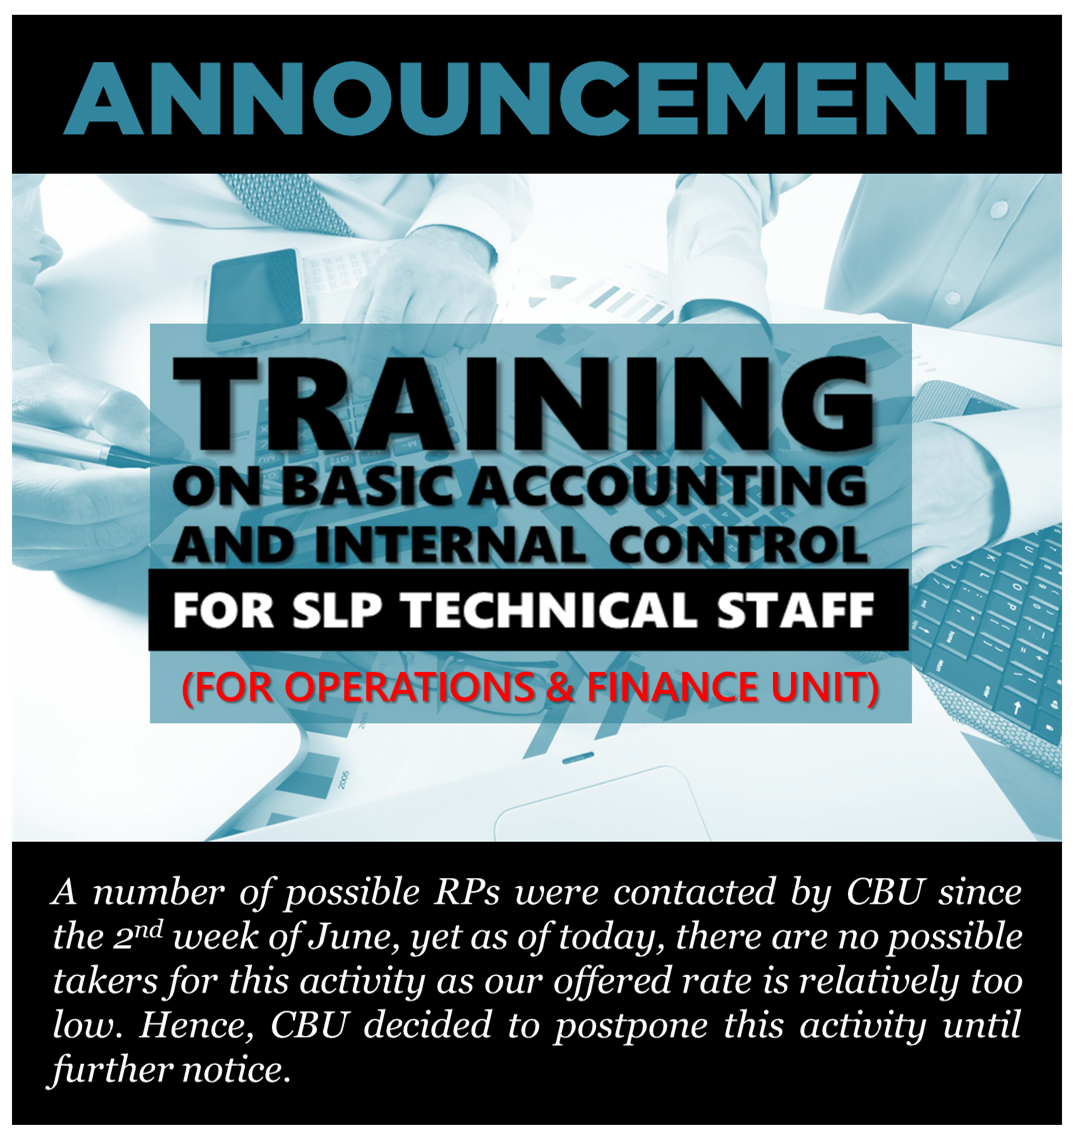 ANNOUNCEMENT
TRAINING
ON BASIC ACCOUNTING
AND INTERNAL CONTROL
FOR SLP TECHNICAL STAFF
(FOR OPERATIONS & FINANCE UNIT)
2005
A number of possible RPs were contacted by CBU since
the 2nd week of June, yet as of today, there are no possible
takers for this activity as our offered rate is relatively too
low. Hence, CBU decided to postpone this activity until
further notice.